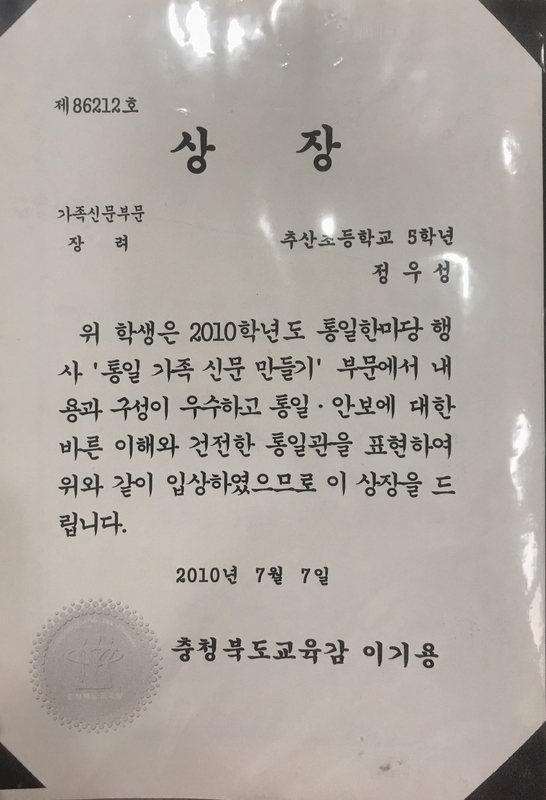 제86212호
상 장
가족신문부문
장 려
추산초등학교 5학년
정우성
위 학생은 2010학년도 통일한마당 행
사 '통일 가족 신문 만들기' 부문에서 내
용과 구성이 우수하고 통일·안보에 대한
바른 이해와 건전한 통일관을 표현하여
위와 같이 입상하였으므로 이 상장을 드
립니다.
2010년 7월 7일
충청북도교육감 이기용